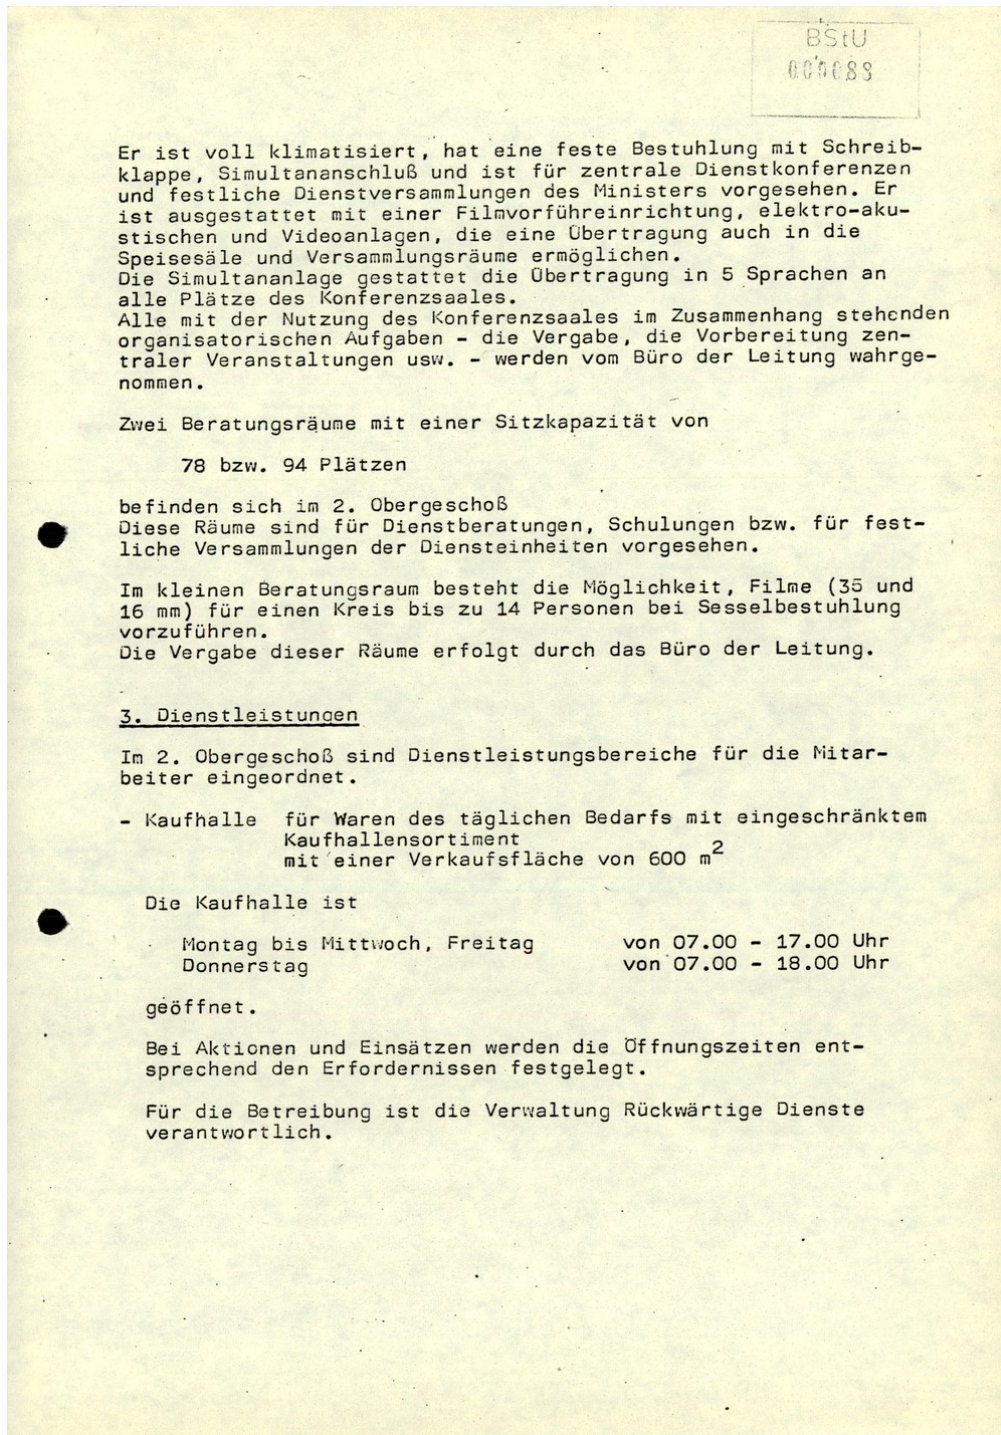 BStU
000088
Er ist voll klimatisiert, hat eine feste Bestuhlung mit Schreib-
klappe, Simultananschluß und ist für zentrale Dienstkonferenzen
und festliche Dienstversammlungen des Ministers vorgesehen. Er
ist ausgestattet mit einer Filmvorführeinrichtung, elektro-aku-
stischen und Videoanlagen, die eine Übertragung auch in die
Speisesäle und Versammlungsräume ermöglichen.
Die Simultananlage gestattet die Übertragung in 5 Sprachen an
alle Plätze des Konferenzsaales.
Alle mit der Nutzung des Konferenzsaales im Zusammenhang stehenden
organisatorischen Aufgaben - die Vergabe, die Vorbereitung zen-
traler Veranstaltungen usw. - werden vom Büro der Leitung wahrge-
nommen.
Zwei Beratungsräume mit einer Sitzkapazität von
78 bzw. 94 Plätzen
befinden sich im 2. Obergeschoß
Diese Räume sind für Dienstberatungen, Schulungen bzw. für fest-
liche Versammlungen der Diensteinheiten vorgesehen.
Im kleinen Beratungsraum besteht die Möglichkeit, Filme (35 und
16 mm) für einen Kreis bis zu 14 Personen bei Sesselbestuhlung
vorzuführen.
Die Vergabe dieser Räume erfolgt durch das Büro der Leitung.
3. Dienstleistungen
Im 2. Obergeschoß sind Dienstleistungsbereiche für die Mitar-
beiter eingeordnet.
- Kaufhalle für Waren des täglichen Bedarfs mit eingeschränktem
Kaufhallensortiment
mit einer Verkaufsfläche von 600 m²
Die Kaufhalle ist
Montag bis Mittwoch, Freitag von 07.00 - 17.00 Uhr
Donnerstag von 07.00 - 18.00 Uhr
geöffnet.
Bei Aktionen und Einsätzen werden die Öffnungszeiten ent-
sprechend den Erfordernissen festgelegt.
Für die Betreibung ist die Verwaltung Rückwärtige Dienste
verantwortlich.